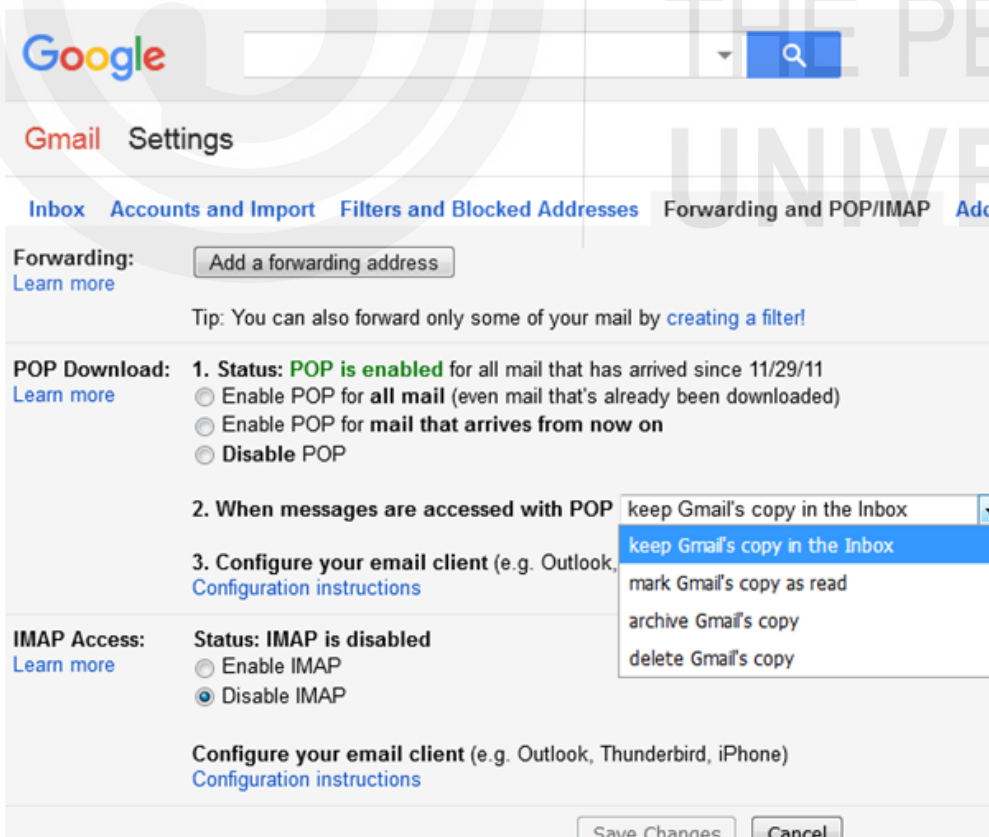 THE PE
UNIVE
Google
Gmail Settings
Inbox Accounts and Import Filters and Blocked Addresses Forwarding and POP/IMAP Add
Forwarding: Add a forwarding address
Learn more
Tip: You can also forward only some of your mail by creating a filter!
POP Download: 1. Status: POP is enabled for all mail that has arrived since 11/29/11
Learn more Enable POP for all mail (even mail that's already been downloaded)
Enable POP for mail that arrives from now on
Disable POP
2. When messages are accessed with POP keep Gmail's copy in the Inbox
keep Gmail's copy in the Inbox
mark Gmail's copy as read
archive Gmail's copy
delete Gmail's copy
3. Configure your email client (e.g. Outlook,
Configuration instructions
IMAP Access: Status: IMAP is disabled
Learn more Enable IMAP
Disable IMAP
Configure your email client (e.g. Outlook, Thunderbird, iPhone)
Configuration instructions
Save Changes Cancel